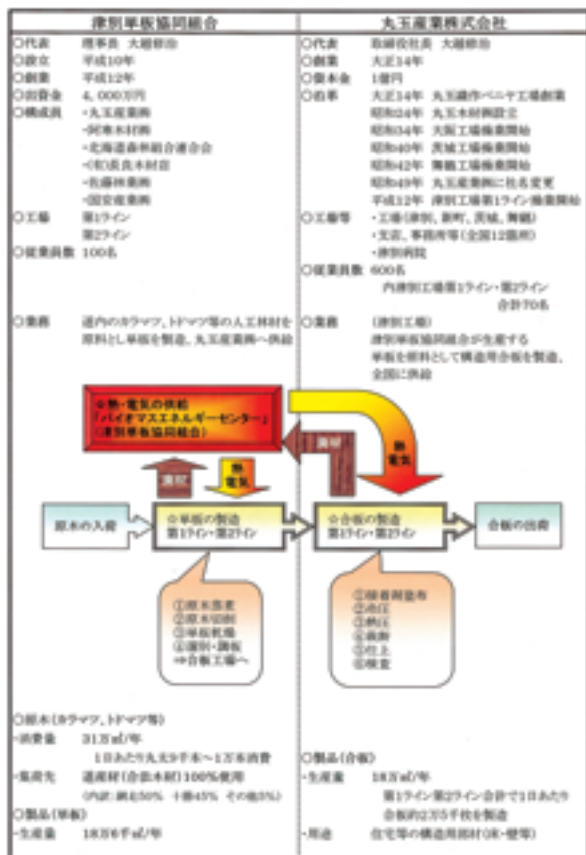 津別単板協同組合
○代表 理事長 大越修治
○設立 平成10年
○創業 平成12年
○出資金 4,000万円
○構成員 ・丸玉産業㈱
・阿寒木材㈱
・北海道森林組合連合会
・(有)長良木材店
・佐藤林業㈱
・国安産業㈱
○工場 第1ライン
第2ライン
○従業員数 100名
○業務 道内のカラマツ、トドマツ等の人工林材を
原料とし単板を製造、丸玉産業㈱へ供給
丸玉産業株式会社
○代表 取締役社長 大越修治
○創業 大正14年
○資本金 1億円
○沿革 大正14年 丸玉織作ベニヤ工場創業
昭和24年 丸玉木材㈱設立
昭和34年 大阪工場操業開始
昭和40年 茨城工場操業開始
昭和42年 舞鶴工場操業開始
昭和49年 丸玉産業㈱に社名変更
平成12年 津別工場第1ライン操業開始
○工場等 ・工場(津別、新町、茨城、舞鶴)
・支店、事務所等(全国12箇所)
・津別病院
○従業員数 600名
内津別工場第1ライン・第2ライン
合計70名
○業務 (津別工場)
津別単板協同組合が生産する
単板を原料として構造用合板を製造、
全国に供給
☆熱・電気の供給
「バイオマスエネルギーセンター」
(津別単板協同組合)
廃材
熱
電気
廃材
熱
電気
原木の入荷
☆単板の製造
第1ライン・第2ライン
☆合板の製造
第1ライン・第2ライン
合板の出荷
①原木蒸煮
②原木切削
③単板乾燥
④選別・調板
⇒合板工場へ
①接着剤塗布
②冷圧
③熱圧
④裁断
⑤仕上
⑥検査
○原木(カラマツ、トドマツ等)
・消費量 31万㎥/年
1日あたり丸太9千本～1万本消費
・集荷先 道産材(合法木材)100%使用
(内訳:網走50% 十勝45% その他5%)
○製品(単板)
・生産量 18万6千㎥/年
○製品(合板)
・生産量 18万㎥/年
第1ライン第2ライン合計で1日あたり
合板約2万5千枚を製造
・用途 住宅等の構造用部材(床・壁等)